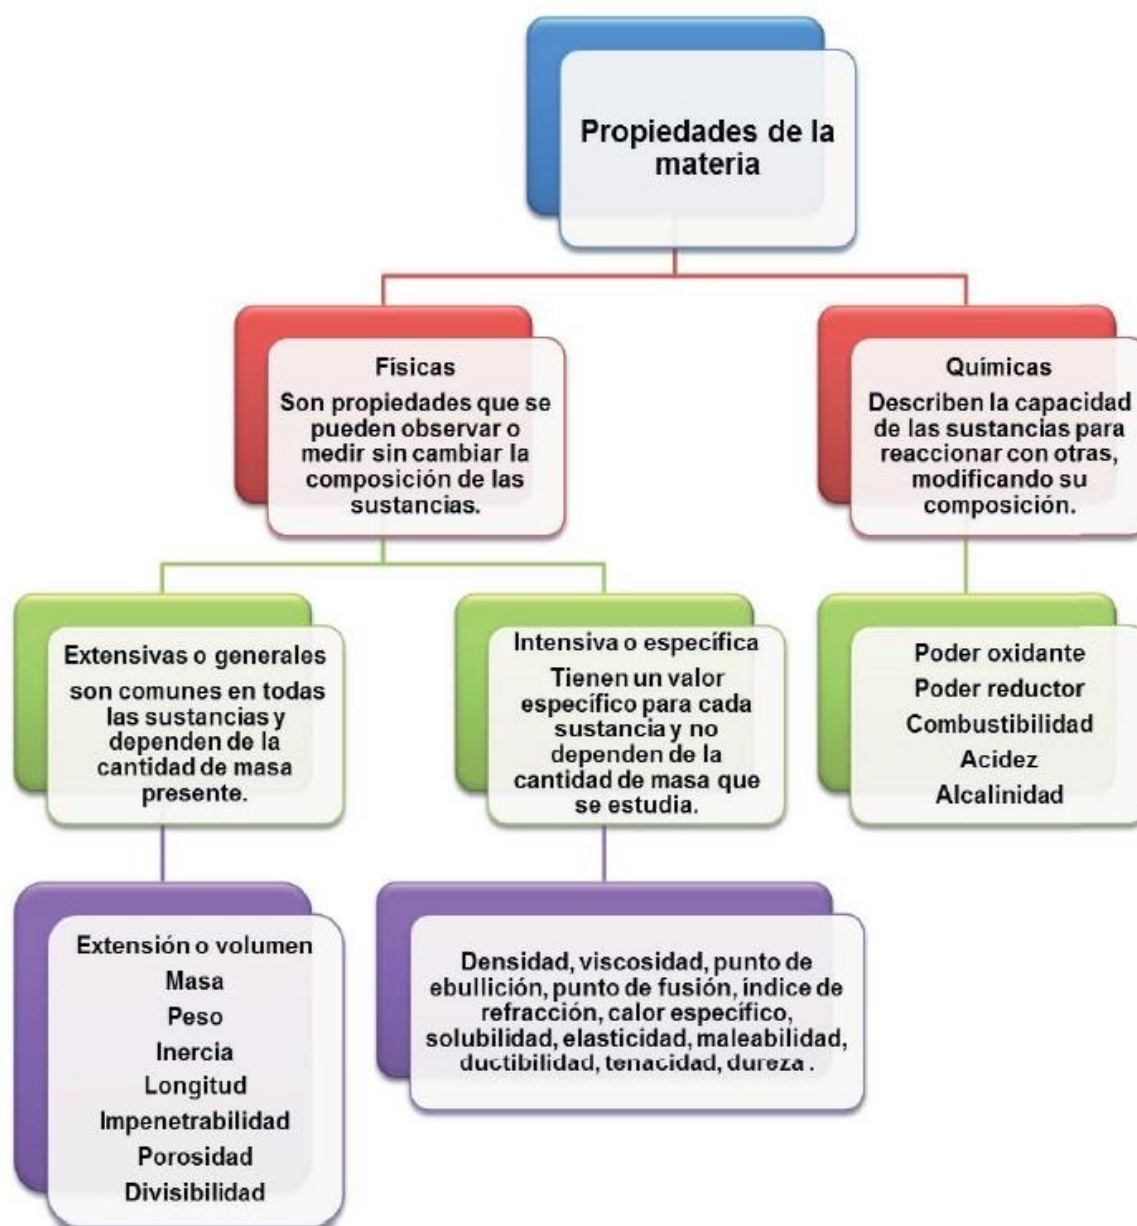 Propiedades de la
materia
Físicas
Son propiedades que se
pueden observar o
medir sin cambiar la
composición de las
sustancias.
Químicas
Describen la capacidad
de las sustancias para
reaccionar con otras,
modificando su
composición.
Extensivas o generales
son comunes en todas
las sustancias y
dependen de la
cantidad de masa
presente.
Intensiva o específica
Tienen un valor
específico para cada
sustancia y no
dependen de la
cantidad de masa que
se estudia.
Poder oxidante
Poder reductor
Combustibilidad
Acidez
Alcalinidad
Extensión o volumen
Masa
Peso
Inercia
Longitud
Impenetrabilidad
Porosidad
Divisibilidad
Densidad, viscosidad, punto de
ebullición, punto de fusión, índice de
refracción, calor específico,
solubilidad, elasticidad, maleabilidad,
ductibilidad, tenacidad, dureza .